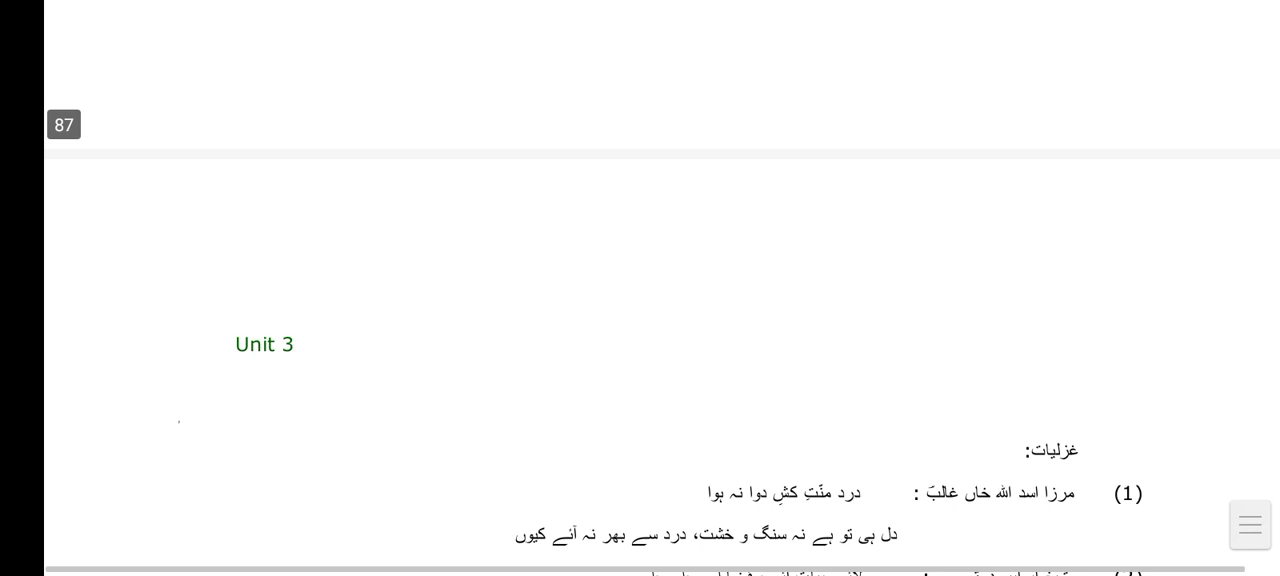 87
Unit 3
غزلیات:
(1) مرزا اسد اللہ خاں غالبؔ : درد منّتِ کشِ دوا نہ ہوا
دل ہی تو ہے نہ سنگ و خشت، درد سے بھر نہ آئے کیوں